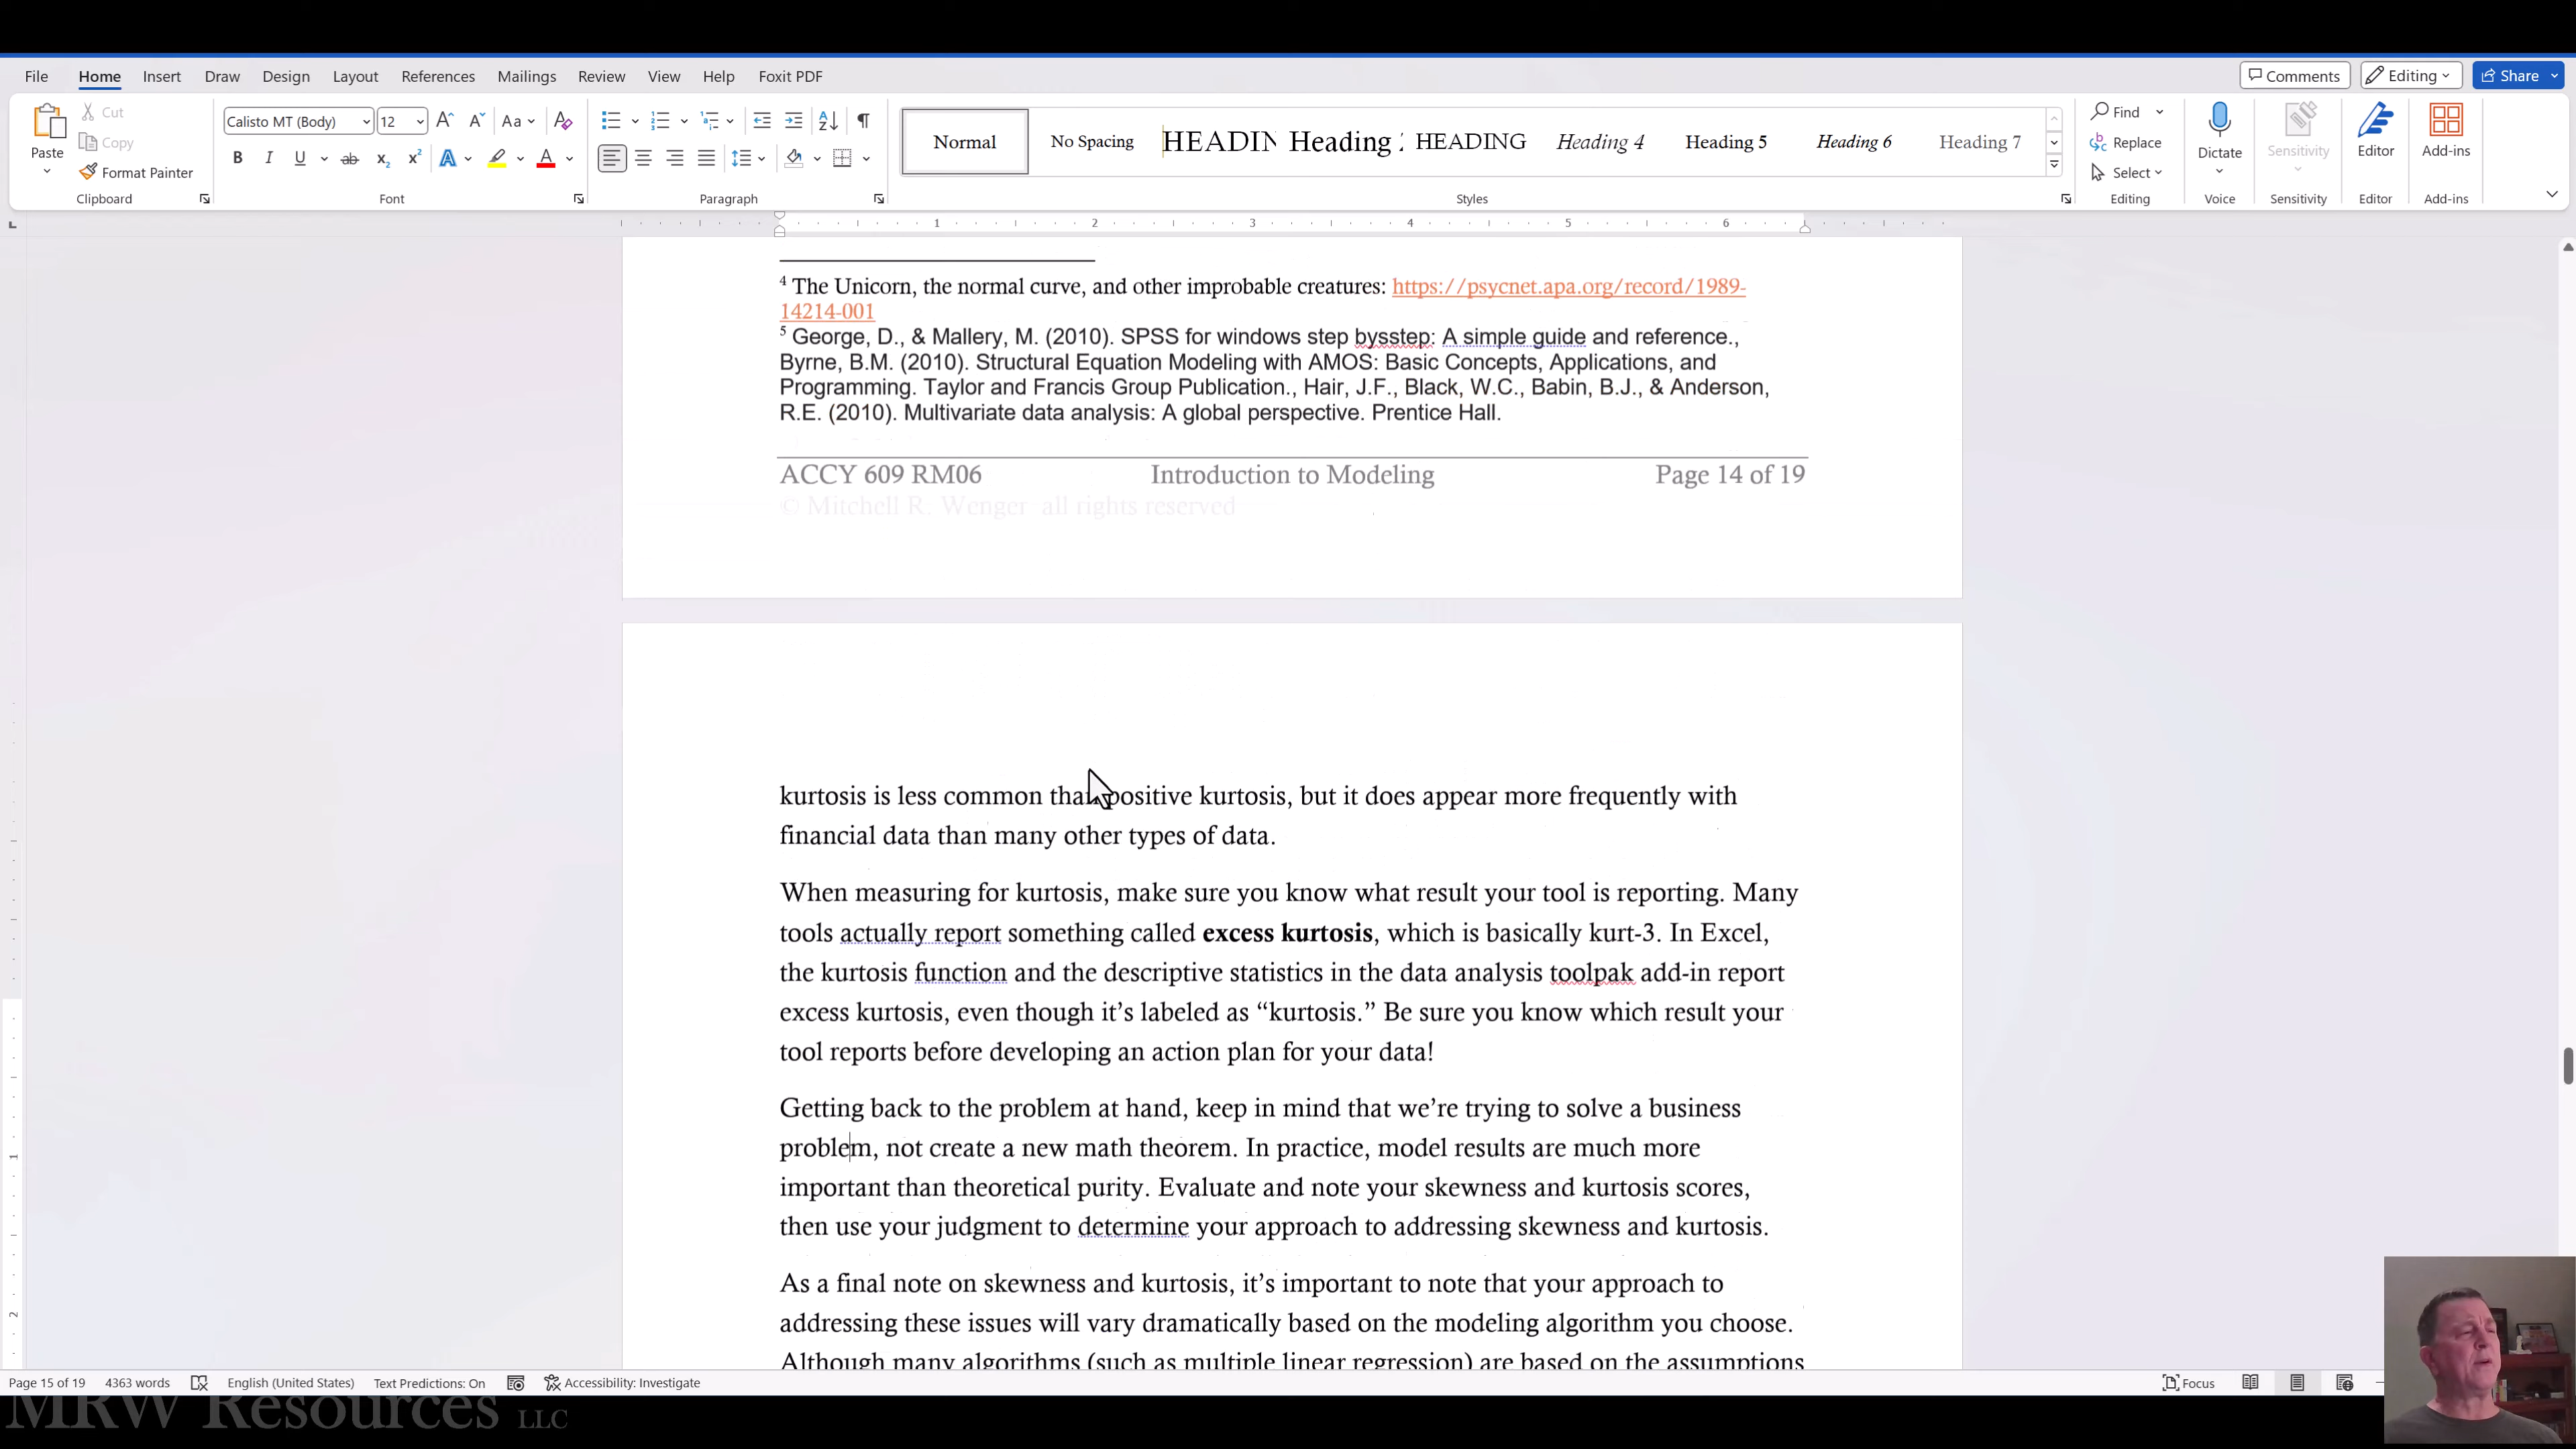 File Home Insert Draw Design Layout References Mailings Review View Help Foxit PDF
Comments Editing Share
Paste Cut Copy Format Painter Clipboard
Calisto MT (Body) 12 Font
Paragraph
Normal No Spacing HEADIN Heading 2 HEADING Heading 4 Heading 5 Heading 6 Heading 7 Styles
Find Replace Select Editing
Dictate Voice
Sensitivity Sensitivity
Editor Editor
Add-ins Add-ins
1 2 3 4 5 6
4 The Unicorn, the normal curve, and other improbable creatures: https://psycnet.apa.org/record/1989-
14214-001
5 George, D., & Mallery, M. (2010). SPSS for windows step bysstep: A simple guide and reference.,
Byrne, B.M. (2010). Structural Equation Modeling with AMOS: Basic Concepts, Applications, and
Programming. Taylor and Francis Group Publication., Hair, J.F., Black, W.C., Babin, B.J., & Anderson,
R.E. (2010). Multivariate data analysis: A global perspective. Prentice Hall.
ACCY 609 RM06 Introduction to Modeling Page 14 of 19
© Mitchell R. Wenger all rights reserved
kurtosis is less common than positive kurtosis, but it does appear more frequently with
financial data than many other types of data.
When measuring for kurtosis, make sure you know what result your tool is reporting. Many
tools actually report something called excess kurtosis, which is basically kurt-3. In Excel,
the kurtosis function and the descriptive statistics in the data analysis toolpak add-in report
excess kurtosis, even though it’s labeled as “kurtosis.” Be sure you know which result your
tool reports before developing an action plan for your data!
Getting back to the problem at hand, keep in mind that we’re trying to solve a business
problem, not create a new math theorem. In practice, model results are much more
important than theoretical purity. Evaluate and note your skewness and kurtosis scores,
then use your judgment to determine your approach to addressing skewness and kurtosis.
As a final note on skewness and kurtosis, it’s important to note that your approach to
addressing these issues will vary dramatically based on the modeling algorithm you choose.
Although many algorithms (such as multiple linear regression) are based on the assumptions
1
2
Page 15 of 19 4363 words English (United States) Text Predictions: On Accessibility: Investigate Focus
MRW Resources LLC